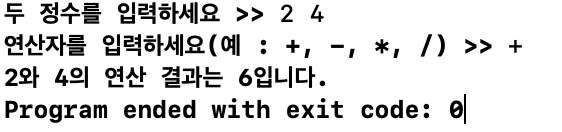 두 정수를 입력하세요 >> 2 4
연산자를 입력하세요(예 : +, -, *, /) >> +
2와 4의 연산 결과는 6입니다.
Program ended with exit code: 0